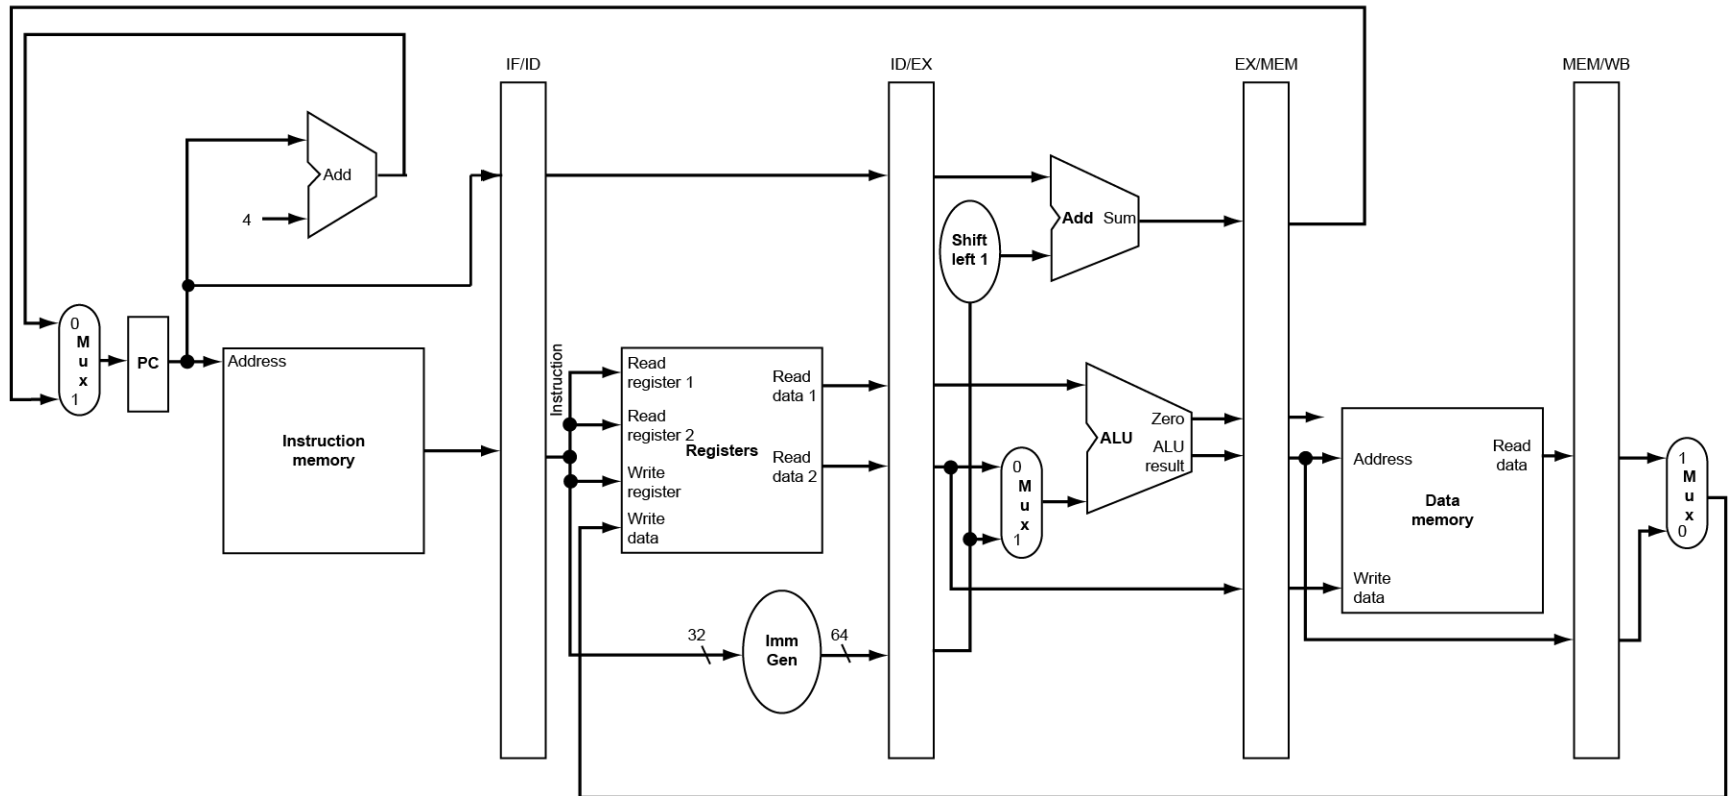 IF/ID
ID/EX
EX/MEM
MEM/WB
Add
4
Add Sum
Shift
left 1
0
M
u
x
1
PC
Address
Instruction
memory
Instruction
Read
register 1
Read
register 2
Registers
Write
register
Write
data
Read
data 1
Read
data 2
32
Imm
Gen
64
0
M
u
x
1
Zero
ALU
ALU
result
Address
Read
data
Data
memory
Write
data
1
M
u
x
0